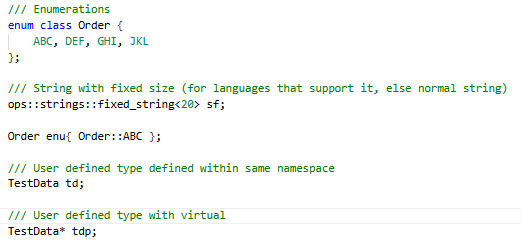 /// Enumerations
enum class Order {
    ABC, DEF, GHI, JKL
};
/// String with fixed size (for languages that support it, else normal string)
ops::strings::fixed_string<20> sf;
Order enu{ Order::ABC };
/// User defined type defined within same namespace
TestData td;
/// User defined type with virtual
TestData* tdp;